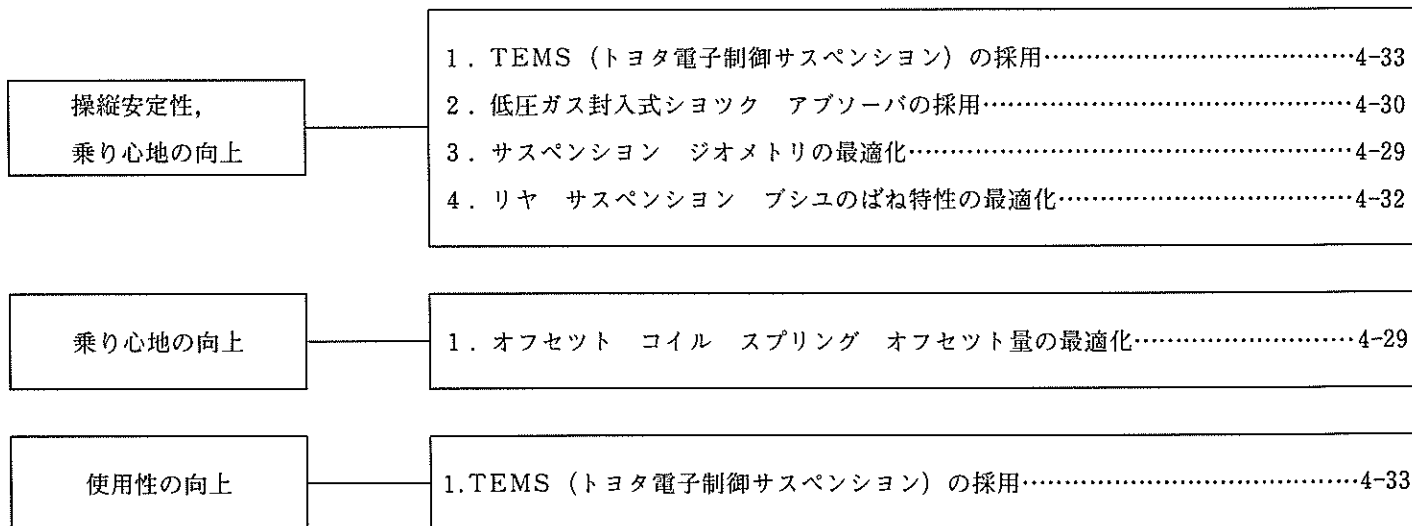 操縦安定性，
乗り心地の向上
1．TEMS（トヨタ電子制御サスペンション）の採用……………………………………4-33
2．低圧ガス封入式シヨツク　アブソーバの採用……………………………………4-30
3．サスペンシヨン　ジオメトリの最適化……………………………………4-29
4．リヤ　サスペンシヨン　ブシユのばね特性の最適化……………………………………4-32
乗り心地の向上
1．オフセツト　コイル　スプリング　オフセツト量の最適化……………………………………4-29
使用性の向上
1.TEMS（トヨタ電子制御サスペンシヨン）の採用……………………………………4-33